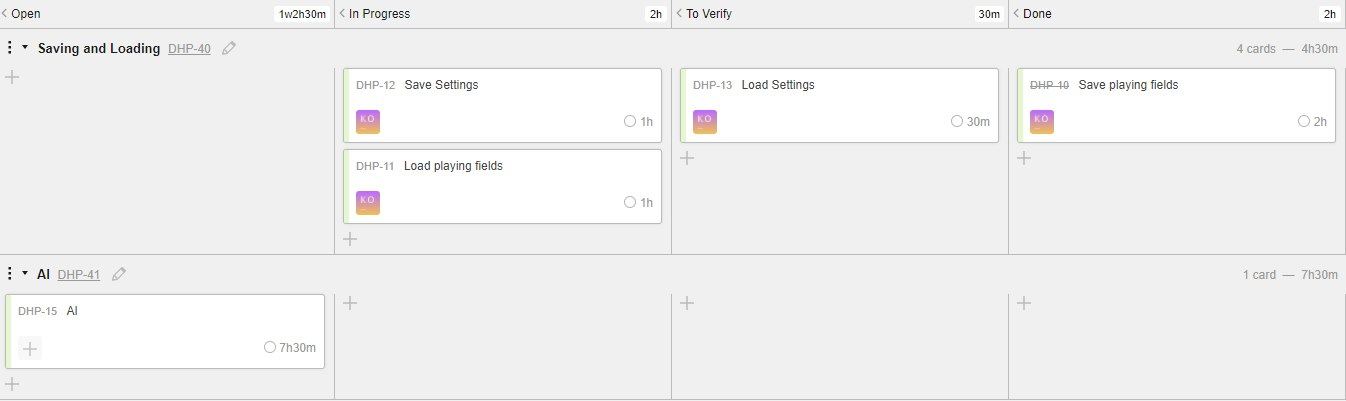 Open 1w2h30m In Progress 2h To Verify 30m Done 2h
Saving and Loading DHP-40 4 cards — 4h30m
DHP-12 Save Settings
KO
1h
DHP-13 Load Settings
KO
30m
DHP-10 Save playing fields
KO
2h
DHP-11 Load playing fields
KO
1h
AI DHP-41 1 card — 7h30m
DHP-15 AI
7h30m